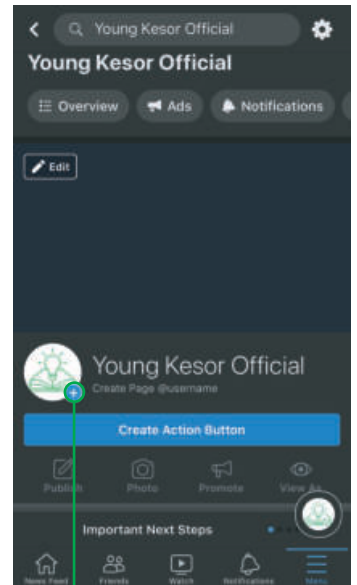 Young Kesor Official
Young Kesor Official
Overview Ads Notifications
Edit
Young Kesor Official
Create Page @username
Create Action Button
Publish Photo Promote View As
Important Next Steps
News Feed Friends Watch Notifications Menu